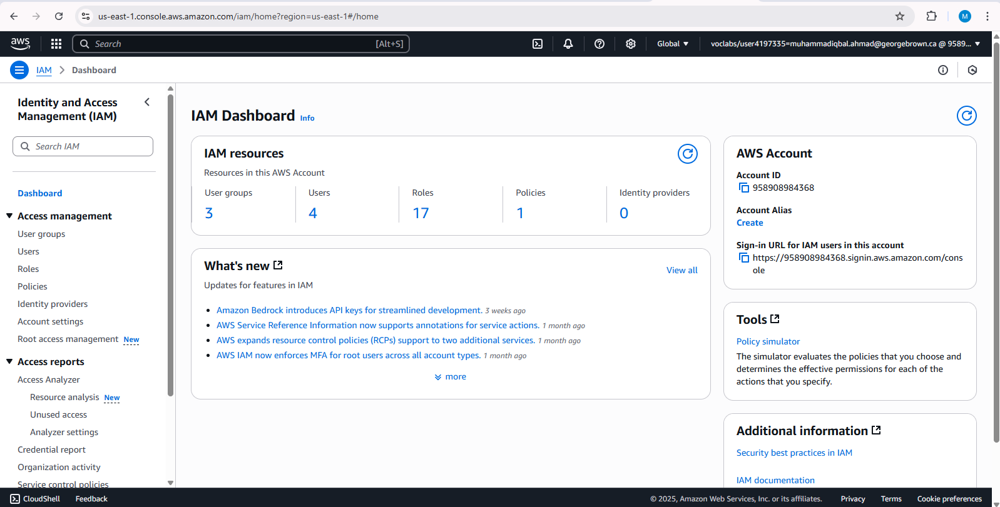 us-east-1.console.aws.amazon.com/iam/home?region=us-east-1#/home
M
aws
Search
[Alt+S]
Global
voclabs/user4197335=muhammadiqbal.ahmad@georgebrown.ca @ 9589...
IAM
Dashboard
Identity and Access
Management (IAM)
Search IAM
Dashboard
Access management
User groups
Users
Roles
Policies
Identity providers
Account settings
Root access management New
Access reports
Access Analyzer
Resource analysis New
Unused access
Analyzer settings
Credential report
Organization activity
Service control policies
IAM Dashboard Info
IAM resources
Resources in this AWS Account
User groups
3
Users
4
Roles
17
Policies
1
Identity providers
0
What's new
View all
Updates for features in IAM
Amazon Bedrock introduces API keys for streamlined development. 3 weeks ago
AWS Service Reference Information now supports annotations for service actions. 1 month ago
AWS expands resource control policies (RCPs) support to two additional services. 1 month ago
AWS IAM now enforces MFA for root users across all account types. 1 month ago
more
AWS Account
Account ID
958908984368
Account Alias
Create
Sign-in URL for IAM users in this account
https://958908984368.signin.aws.amazon.com/cons
ole
Tools
Policy simulator
The simulator evaluates the policies that you choose and
determines the effective permissions for each of the
actions that you specify.
Additional information
Security best practices in IAM
IAM documentation
CloudShell
Feedback
© 2025, Amazon Web Services, Inc. or its affiliates.
Privacy
Terms
Cookie preferences